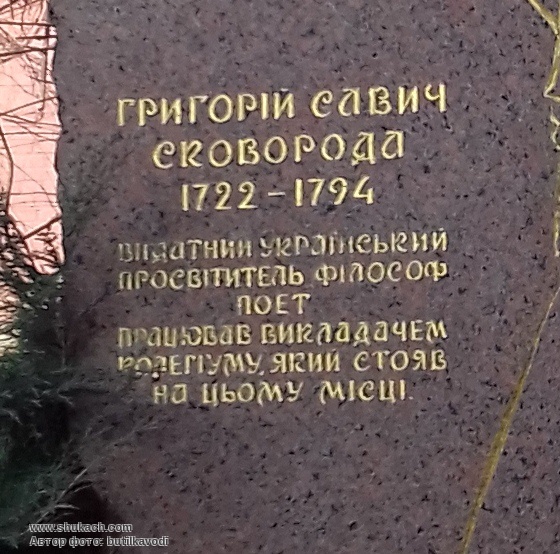 ГРИГОРІЙ САВИЧ
СКОВОРОДА
1722 – 1794
ВИДАТНИЙ УКРАЇНСЬКИЙ
ПРОСВІТИТЕЛЬ ФІЛОСОФ
ПОЕТ
ПРАЦЮВАВ ВИКЛАДАЧЕМ
КОЛЕГІУМУ, ЯКИЙ СТОЯВ
НА ЦЬОМУ МІСЦІ.
www.shukach.com
Автор фото: butilkavodi